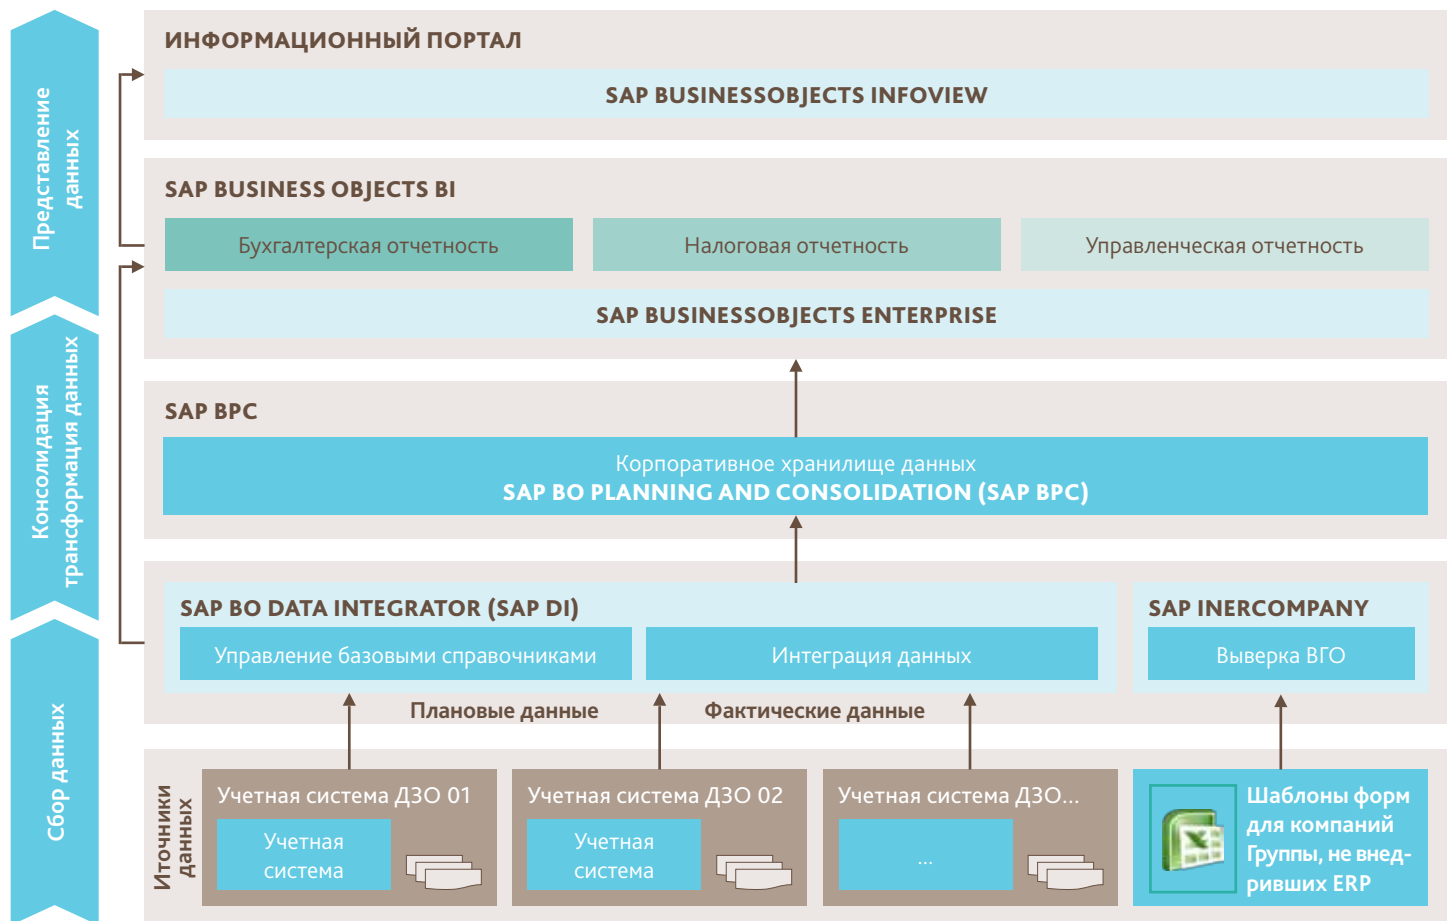 Представление
данных
Консолидация
трансформация данных
Сбор данных
ИНФОРМАЦИОННЫЙ ПОРТАЛ
SAP BUSINESSOBJECTS INFOVIEW
SAP BUSINESS OBJECTS BI
Бухгалтерская отчетность
Налоговая отчетность
Управленческая отчетность
SAP BUSINESSOBJECTS ENTERPRISE
SAP BPC
Корпоративное хранилище данных
SAP BO PLANNING AND CONSOLIDATION (SAP BPC)
SAP BO DATA INTEGRATOR (SAP DI)
Управление базовыми справочниками
Интеграция данных
SAP INERCOMPANY
Выверка ВГО
Плановые данные
Фактические данные
Иточники
данных
Учетная система ДЗО 01
Учетная
система
Учетная система ДЗО 02
Учетная
система
Учетная система ДЗО...
...
Шаблоны форм
для компаний
Группы, не внед-
ривших ERP